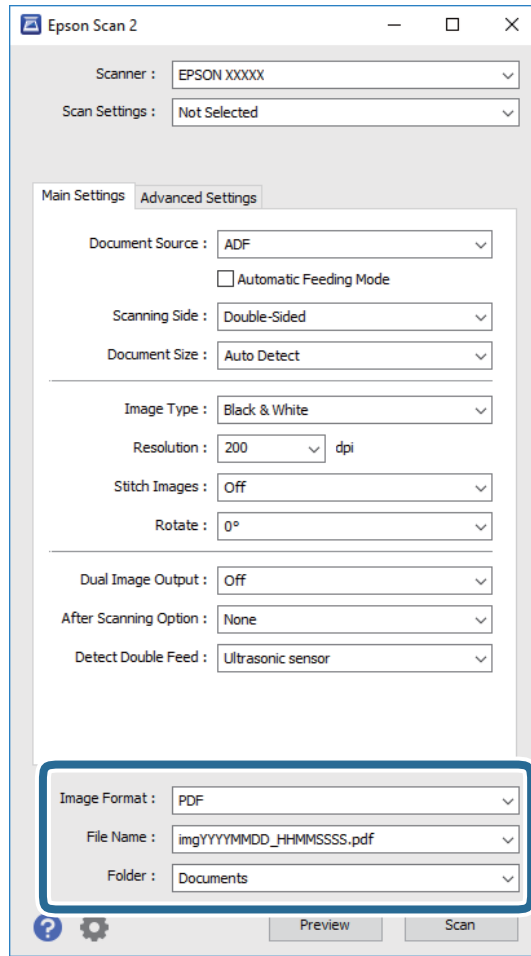 Epson Scan 2
Scanner : EPSON XXXXX
Scan Settings : Not Selected
Main Settings Advanced Settings
Document Source : ADF
Automatic Feeding Mode
Scanning Side : Double-Sided
Document Size : Auto Detect
Image Type : Black & White
Resolution : 200 dpi
Stitch Images : Off
Rotate : 0°
Dual Image Output : Off
After Scanning Option : None
Detect Double Feed : Ultrasonic sensor
Image Format : PDF
File Name : imgYYYYMMDD_HHMMSSSS.pdf
Folder : Documents
? Preview Scan